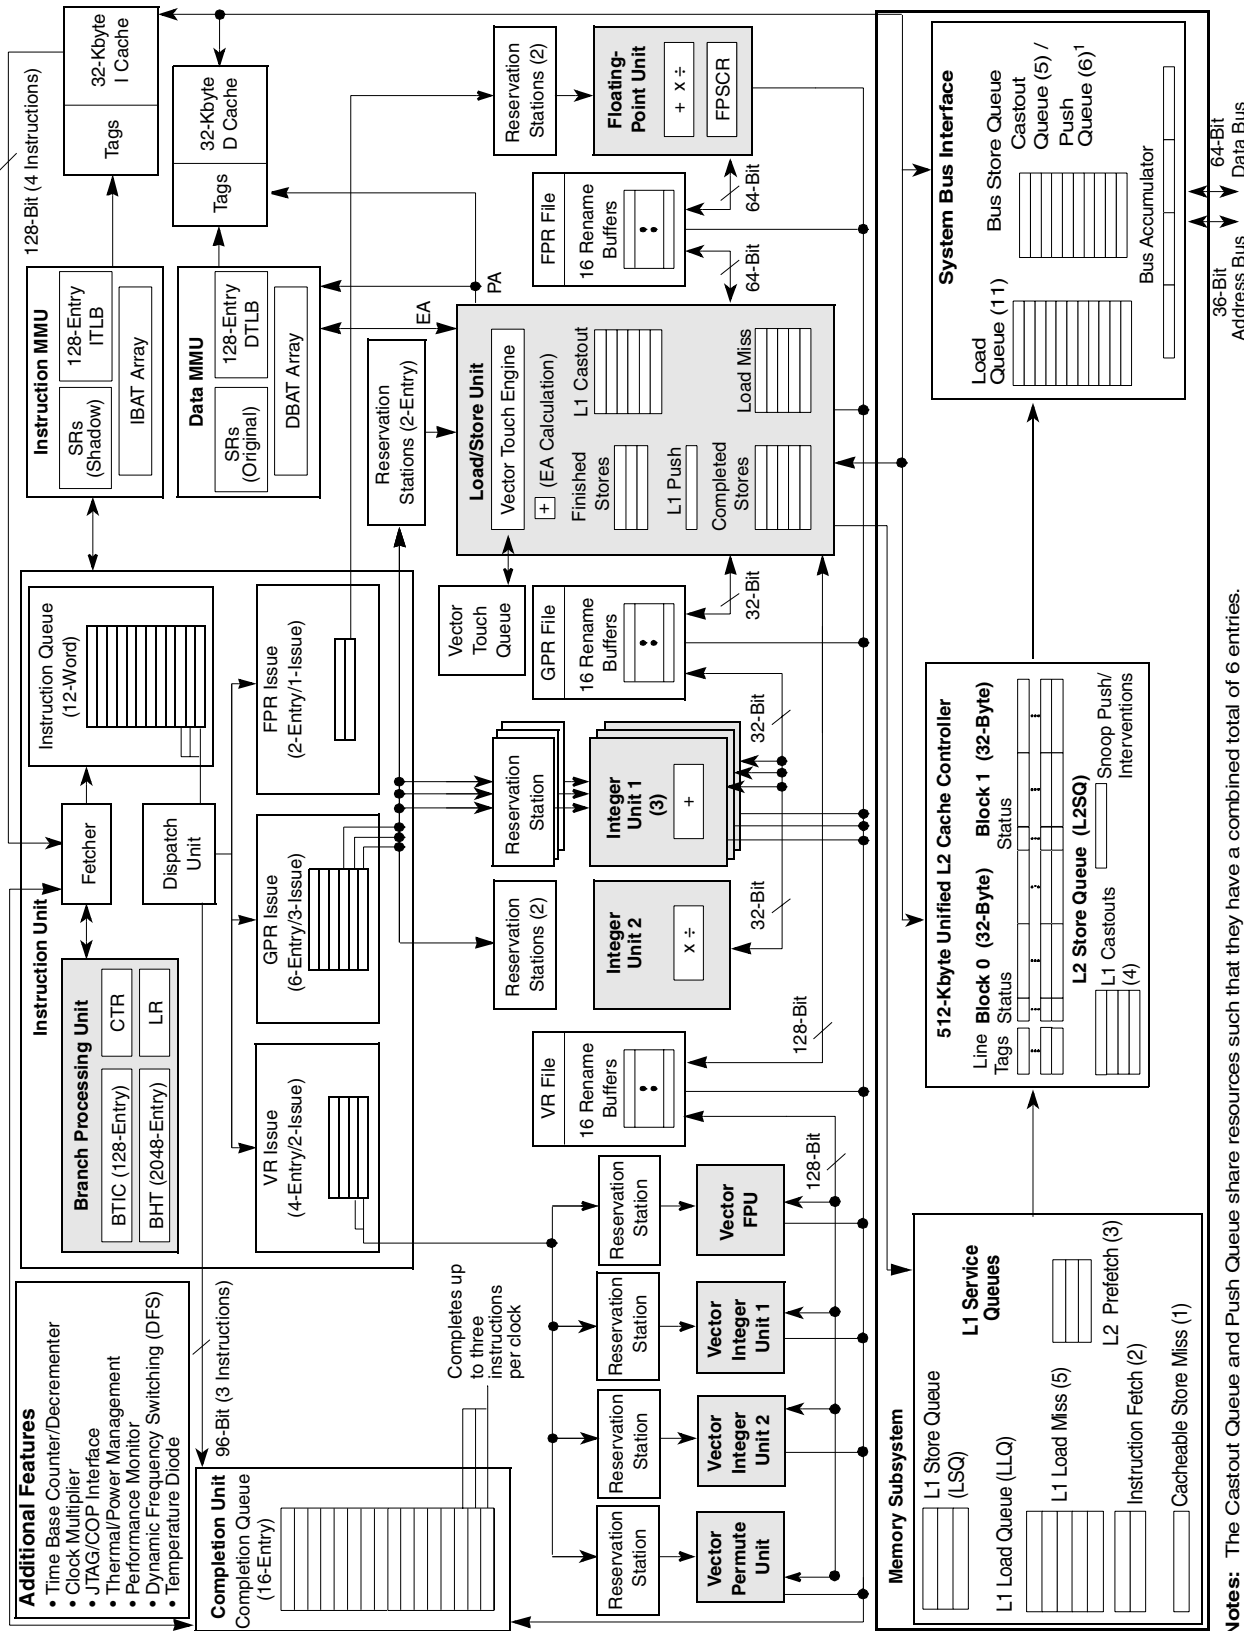 Additional Features
• Time Base Counter/Decrementer
• Clock Multiplier
• JTAG/COP Interface
• Thermal/Power Management
• Performance Monitor
• Dynamic Frequency Switching (DFS)
• Temperature Diode
Instruction Unit
Branch Processing Unit
BTIC (128-Entry)
CTR
BHT (2048-Entry)
LR
Fetcher
Dispatch
Unit
Instruction Queue
(12-Word)
128-Bit (4 Instructions)
96-Bit (3 Instructions)
VR Issue
(4-Entry/2-Issue)
GPR Issue
(6-Entry/3-Issue)
FPR Issue
(2-Entry/1-Issue)
Instruction MMU
SRs
(Shadow)
128-Entry
ITLB
IBAT Array
Tags
32-Kbyte
I Cache
Data MMU
SRs
(Original)
128-Entry
DTLB
DBAT Array
Tags
32-Kbyte
D Cache
EA
PA
Completion Unit
Completion Queue
(16-Entry)
Completes up
to three
instructions
per clock
Reservation
Station
Reservation
Station
Reservation
Station
Reservation
Station
Vector
Permute
Unit
Vector
Integer
Unit 2
Vector
Integer
Unit 1
Vector
FPU
128-Bit
VR File
16 Rename
Buffers
128-Bit
Reservation
Stations (2)
Integer
Unit 2
x ÷
Reservation
Station
Integer
Unit 1
(3)
+
32-Bit
32-Bit
GPR File
16 Rename
Buffers
32-Bit
Vector
Touch
Queue
Reservation
Stations (2-Entry)
Load/Store Unit
Vector Touch Engine
+
(EA Calculation)
Finished
Stores
L1 Castout
L1 Push
Completed
Stores
Load Miss
64-Bit
FPR File
16 Rename
Buffers
64-Bit
Reservation
Stations (2)
Floating-
Point Unit
+ x ÷
FPSCR
Memory Subsystem
L1 Store Queue
(LSQ)
L1 Service
Queues
L1 Load Queue (LLQ)
L1 Load Miss (5)
L2 Prefetch (3)
Instruction Fetch (2)
Cacheable Store Miss (1)
512-Kbyte Unified L2 Cache Controller
Line
Tags
Block 0 (32-Byte)
Status
Block 1 (32-Byte)
Status
L2 Store Queue (L2SQ)
L1 Castouts
(4)
Snoop Push/
Interventions
System Bus Interface
Load
Queue (11)
Bus Store Queue
Castout
Queue (5) /
Push
Queue (6)1
Bus Accumulator
36-Bit
Address Bus
64-Bit
Data Bus
Notes: The Castout Queue and Push Queue share resources such that they have a combined total of 6 entries.